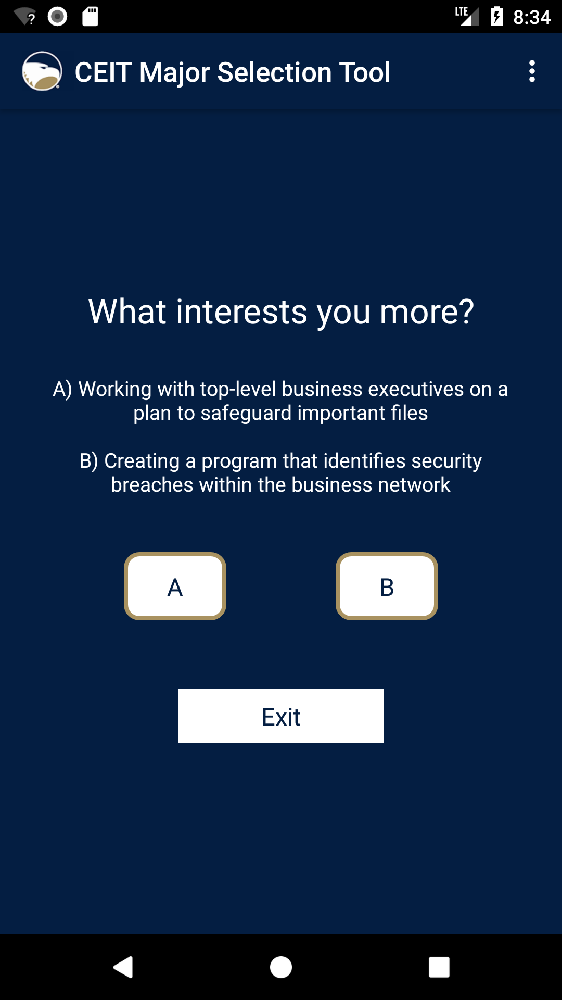 LTE 8:34
CEIT Major Selection Tool
What interests you more?
A) Working with top-level business executives on a
plan to safeguard important files
B) Creating a program that identifies security
breaches within the business network
A B
Exit